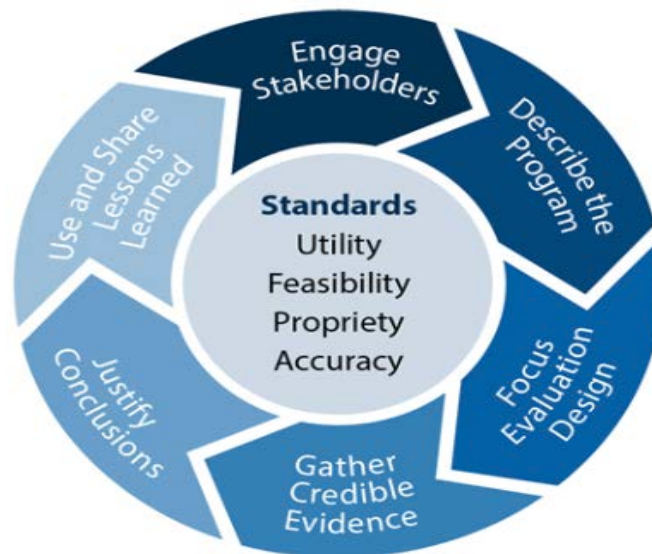 Engage
Stakeholders
Describe the
Program
Focus
Evaluation
Design
Gather
Credible
Evidence
Justify
Conclusions
Use and Share
Lessons
Learned
Standards
Utility
Feasibility
Propriety
Accuracy